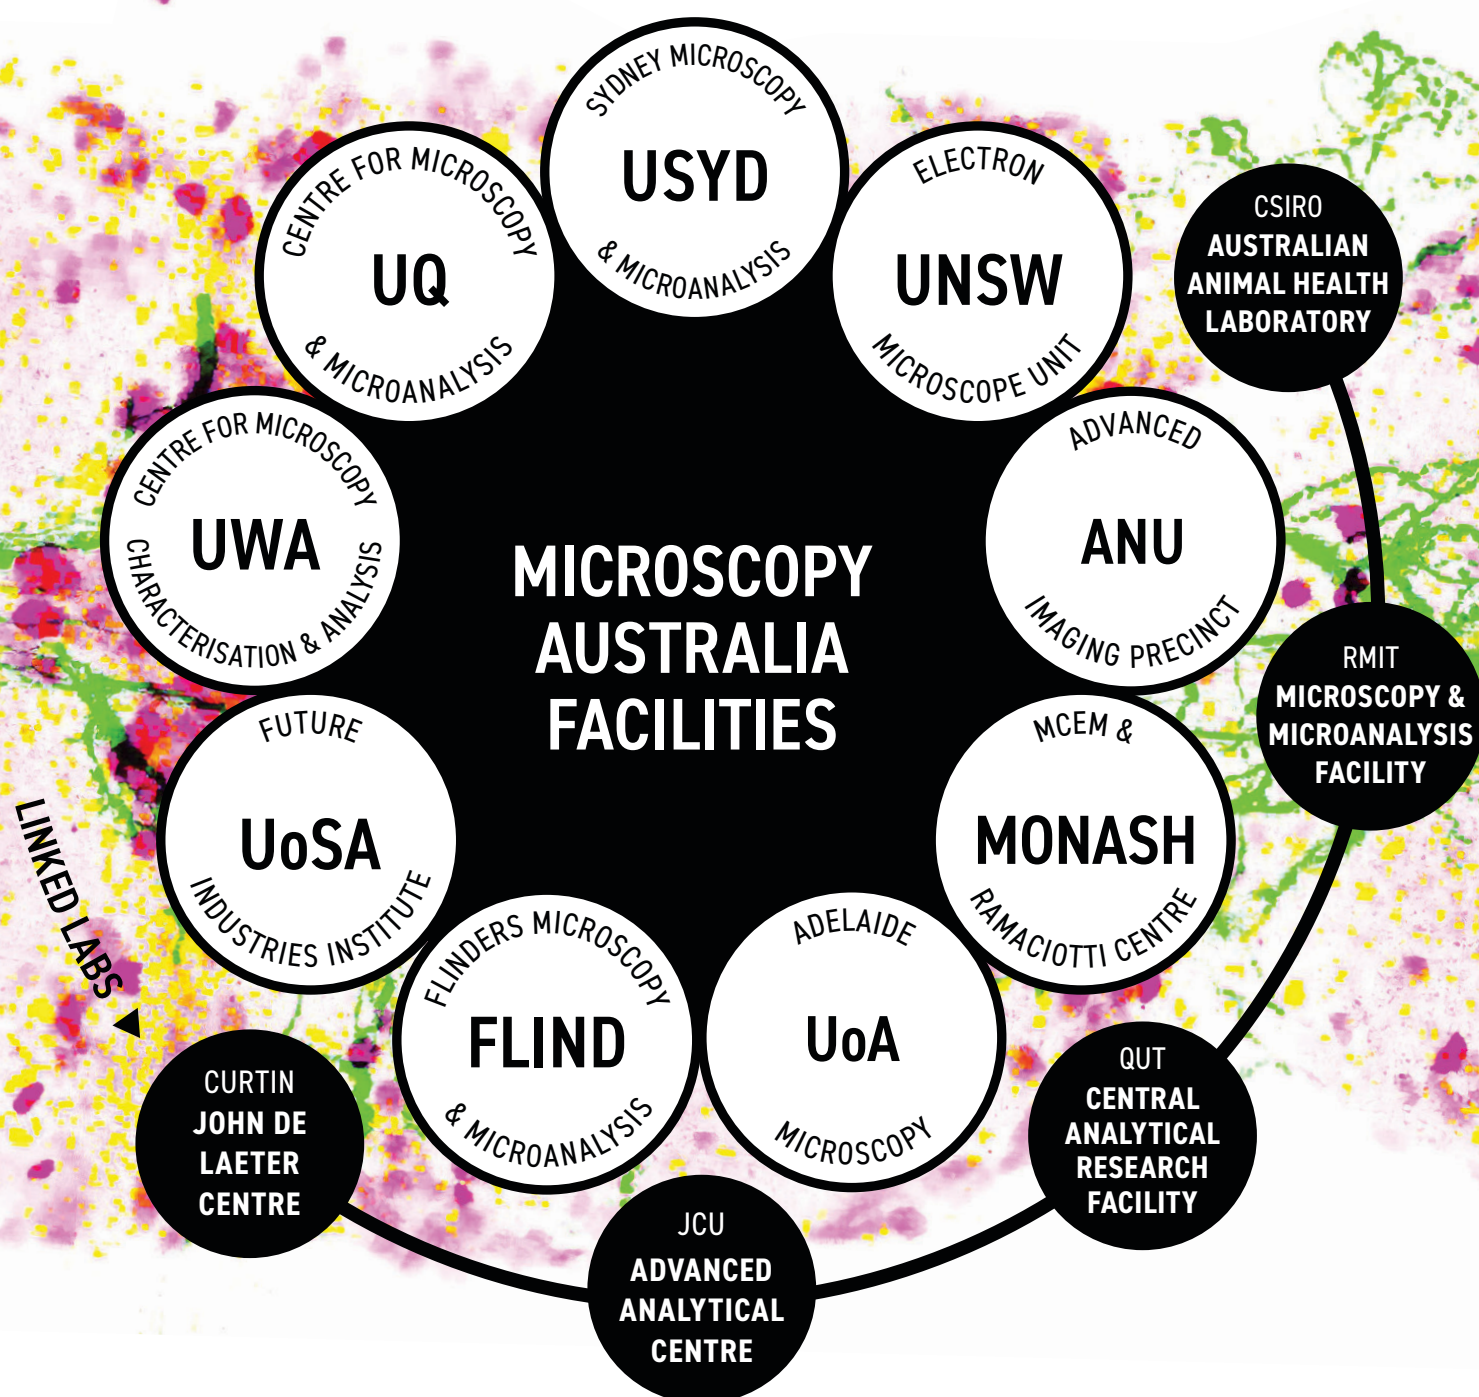 SYDNEY MICROSCOPY
USYD
& MICROANALYSIS
CENTRE FOR MICROSCOPY
UQ
& MICROANALYSIS
ELECTRON
UNSW
MICROSCOPE UNIT
CSIRO
AUSTRALIAN
ANIMAL HEALTH
LABORATORY
CENTRE FOR MICROSCOPY
UWA
CHARACTERISATION & ANALYSIS
MICROSCOPY
AUSTRALIA
FACILITIES
ADVANCED
ANU
IMAGING PRECINCT
RMIT
MICROSCOPY &
MICROANALYSIS
FACILITY
FUTURE
UoSA
INDUSTRIES INSTITUTE
MCEM &
MONASH
RAMACIOTTI CENTRE
LINKED LABS
FLINDERS MICROSCOPY
FLIND
& MICROANALYSIS
ADELAIDE
UoA
MICROSCOPY
CURTIN
JOHN DE
LAETER
CENTRE
QUT
CENTRAL
ANALYTICAL
RESEARCH
FACILITY
JCU
ADVANCED
ANALYTICAL
CENTRE